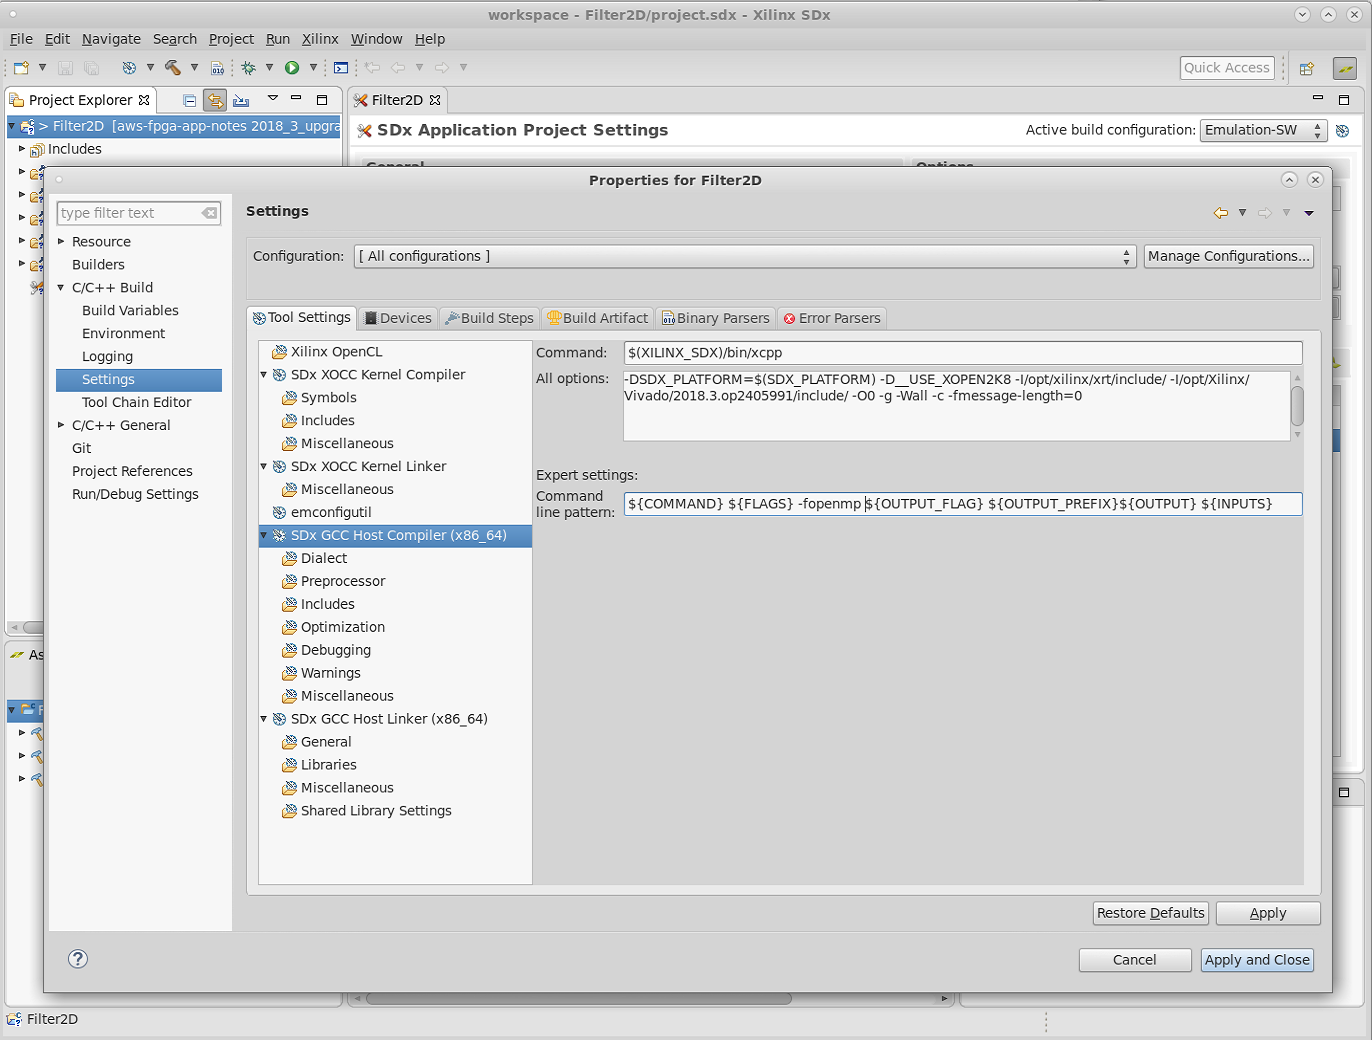 workspace - Filter2D/project.sdx - Xilinx SDx
File Edit Navigate Search Project Run Xilinx Window Help
Quick Access
Project Explorer
Filter2D
> Filter2D [aws-fpga-app-notes 2018_3_upgra
SDx Application Project Settings
Active build configuration: Emulation-SW
Includes
General
Options
Properties for Filter2D
type filter text
Resource
Builders
C/C++ Build
Build Variables
Environment
Logging
Settings
Tool Chain Editor
C/C++ General
Git
Project References
Run/Debug Settings
Settings
Configuration: [ All configurations ] Manage Configurations...
Tool Settings Devices Build Steps Build Artifact Binary Parsers Error Parsers
Xilinx OpenCL
SDx XOCC Kernel Compiler
Symbols
Includes
Miscellaneous
SDx XOCC Kernel Linker
Miscellaneous
emconfigutil
SDx GCC Host Compiler (x86_64)
Dialect
Preprocessor
Includes
Optimization
Debugging
Warnings
Miscellaneous
SDx GCC Host Linker (x86_64)
General
Libraries
Miscellaneous
Shared Library Settings
Command: $(XILINX_SDX)/bin/xcpp
All options: -DSDX_PLATFORM=$(SDX_PLATFORM) -D__USE_XOPEN2K8 -I/opt/xilinx/xrt/include/ -I/opt/Xilinx/
Vivado/2018.3.op2405991/include/ -O0 -g -Wall -c -fmessage-length=0
Expert settings:
Command
line pattern: ${COMMAND} ${FLAGS} -fopenmp ${OUTPUT_FLAG} ${OUTPUT_PREFIX}${OUTPUT} ${INPUTS}
Restore Defaults Apply
Cancel Apply and Close
As
Filter2D